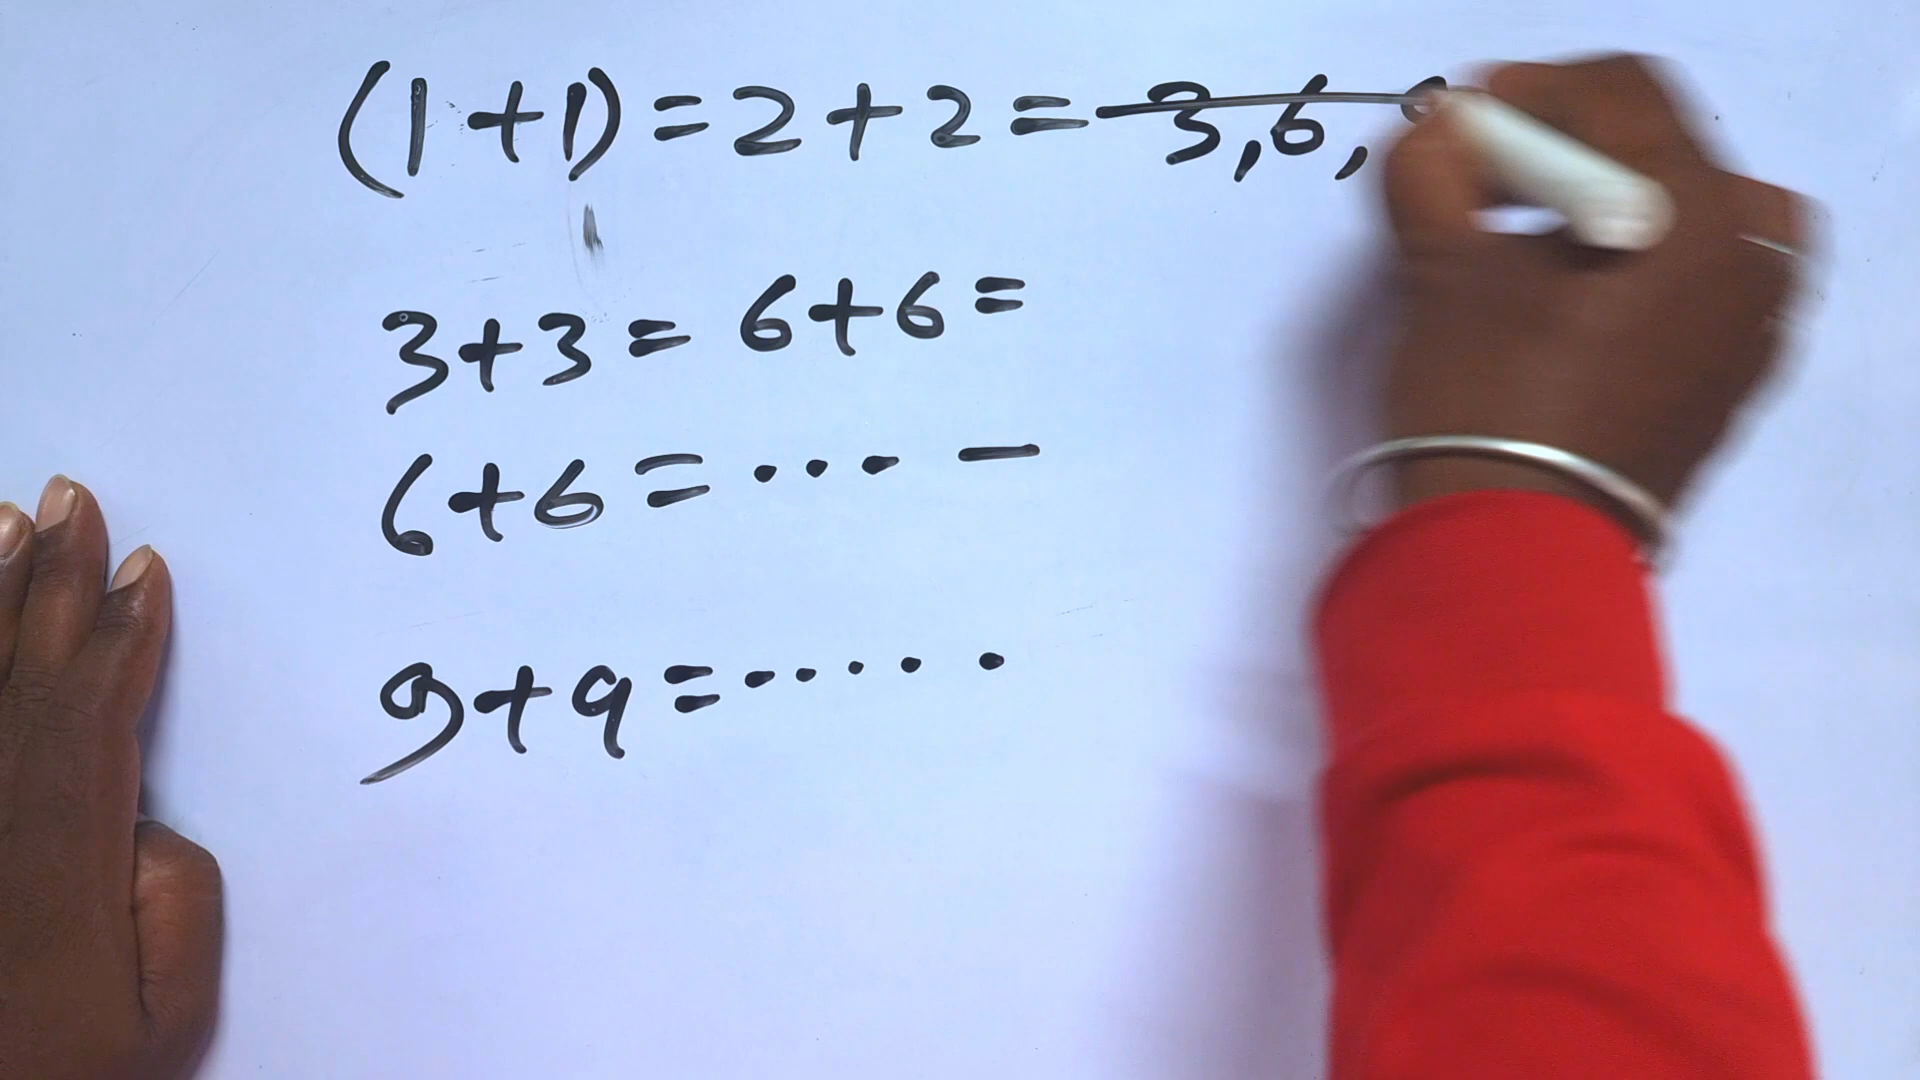 (1+1) = 2+2 = 3,6,
3+3 = 6+6 =
6+6 = ... -
9+9 = .....